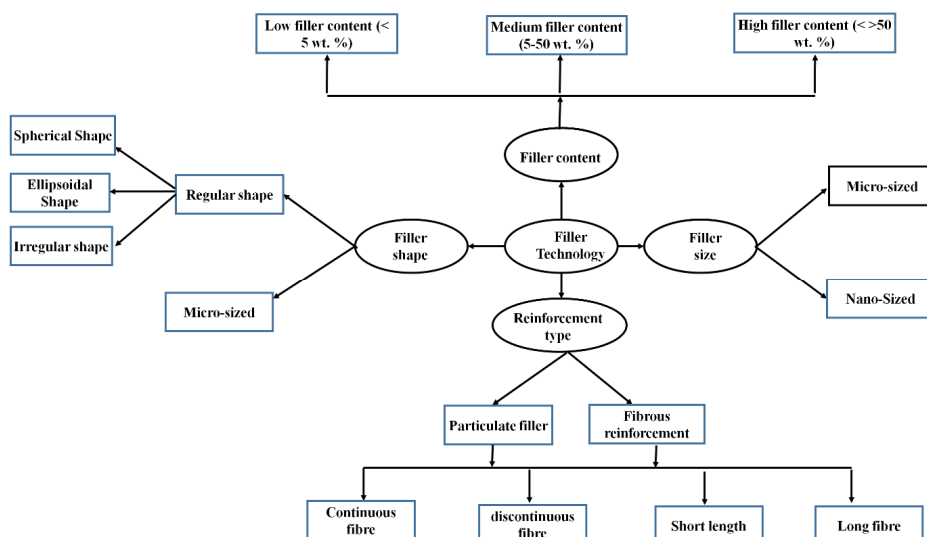 Low filler content (<
5 wt. %)
Medium filler content
(5-50 wt. %)
High filler content (< >50
wt. %)
Spherical Shape
Ellipsoidal
Shape
Irregular shape
Regular shape
Micro-sized
Filler
shape
Filler content
Filler
Technology
Filler
size
Micro-sized
Nano-Sized
Reinforcement
type
Particulate filler
Fibrous
reinforcement
Continuous
fibre
discontinuous
fibre
Short length
Long fibre